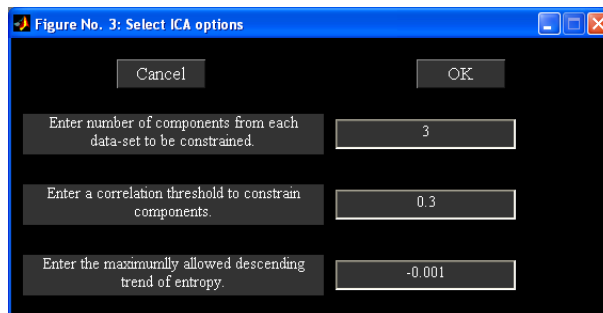 Figure No. 3: Select ICA options
Cancel
OK
Enter number of components from each
data-set to be constrained.
3
Enter a correlation threshold to constrain
components.
0.3
Enter the maximumlly allowed descending
trend of entropy.
-0.001